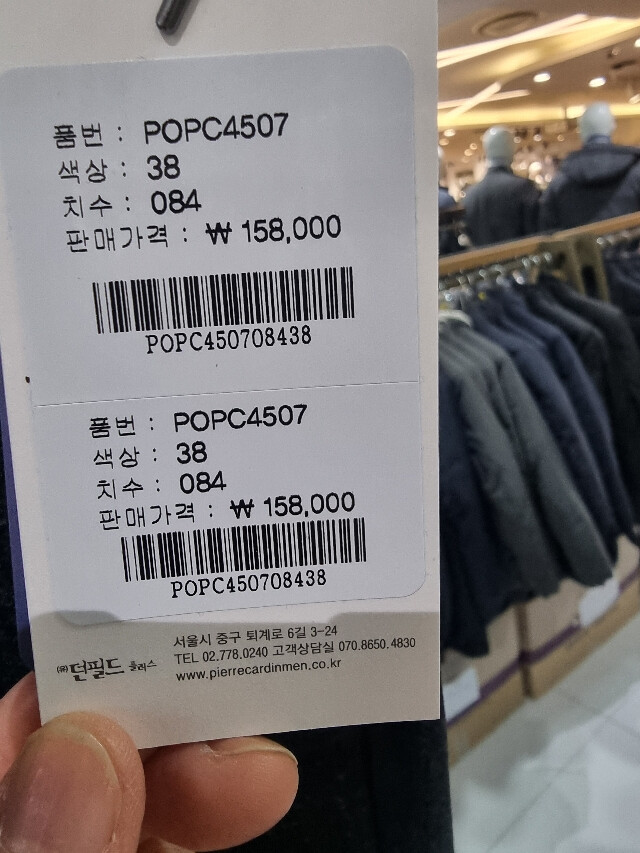 품번 : POPC4507
색상 : 38
치수 : 084
판매가격 : ₩ 158,000
POPC450708438
품번 : POPC4507
색상 : 38
치수 : 084
판매가격 : ₩ 158,000
POPC450708438
서울시 중구 퇴계로 6길 3-24
㈜던필드 플러스 TEL 02.778.0240 고객상담실 070.8650.4830
www.pierrecardinmen.co.kr